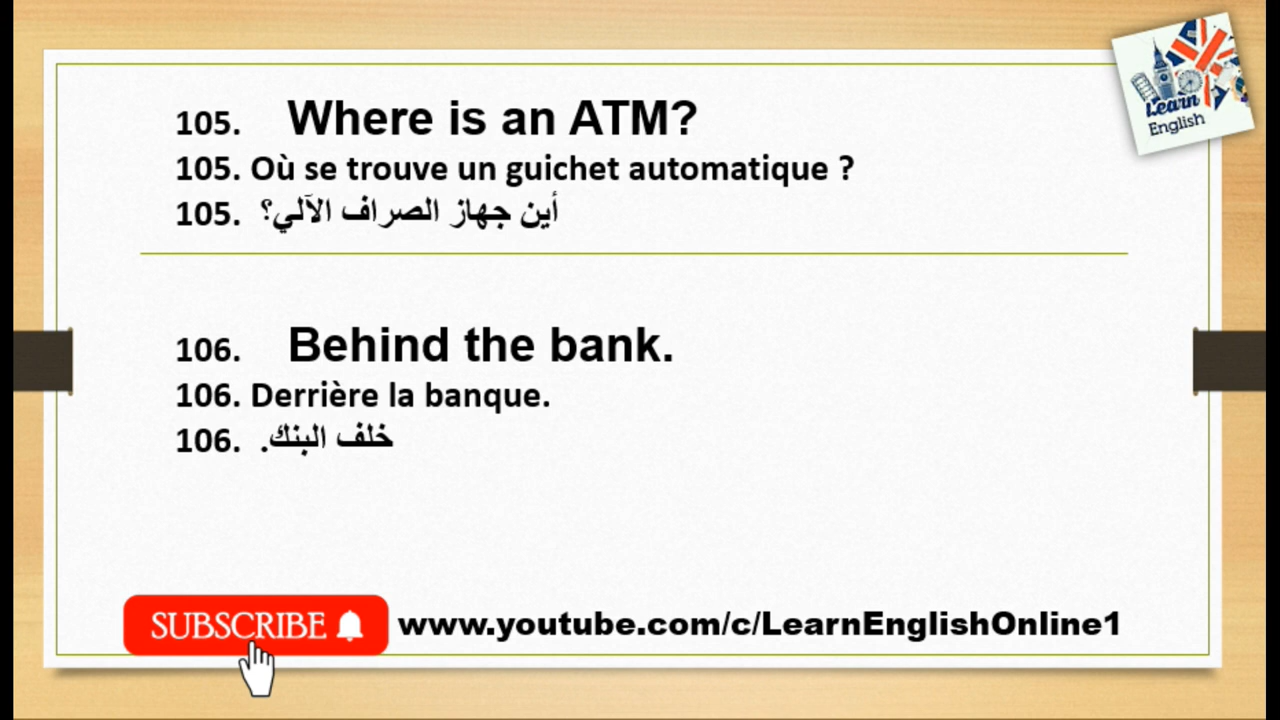 Learn
English
105. Where is an ATM?
105. Où se trouve un guichet automatique ?
105. أين جهاز الصراف الآلي؟
106. Behind the bank.
106. Derrière la banque.
106. خلف البنك.
SUBSCRIBE www.youtube.com/c/LearnEnglishOnline1